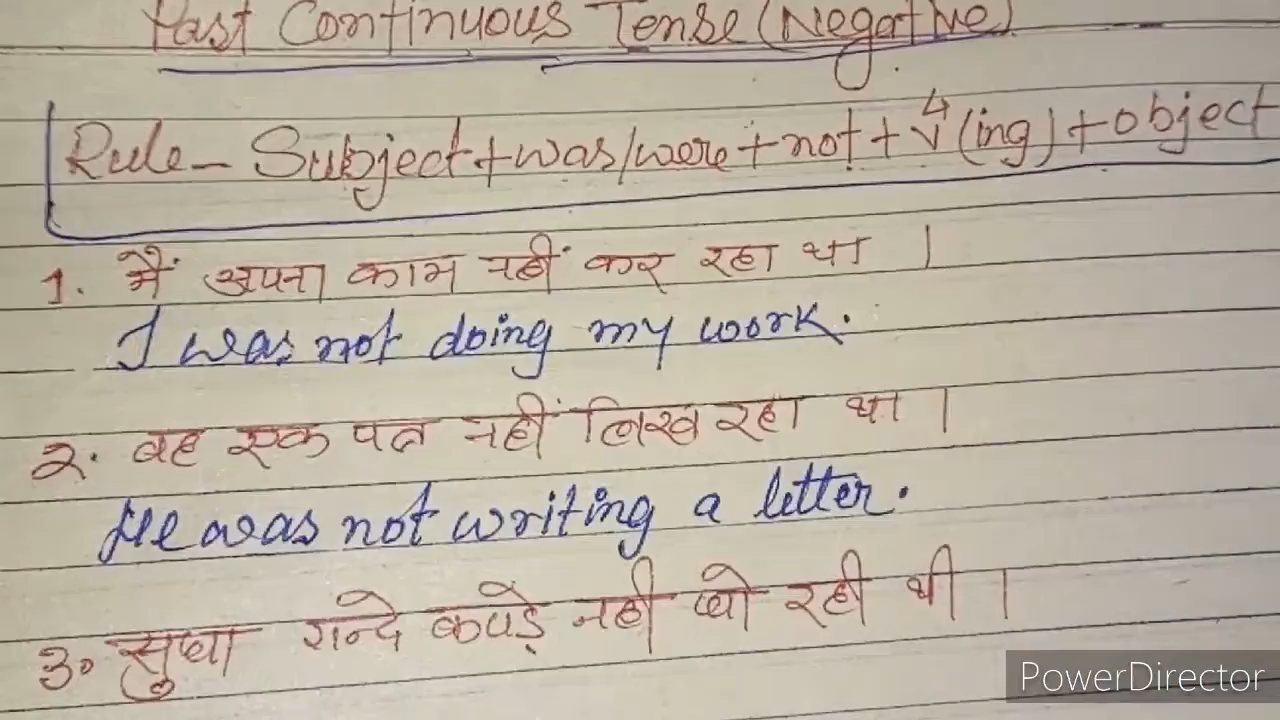 Past Continuous Tense (Negative)
Rule - Subject + was/were + not + V4 (ing) + object
1. मैं अपना काम नहीं कर रहा था ।
I was not doing my work.
2. वह एक पत्र नहीं लिख रहा था ।
He was not writing a letter.
3. सुधा गन्दे कपड़े नहीं धो रही थी ।
PowerDirector